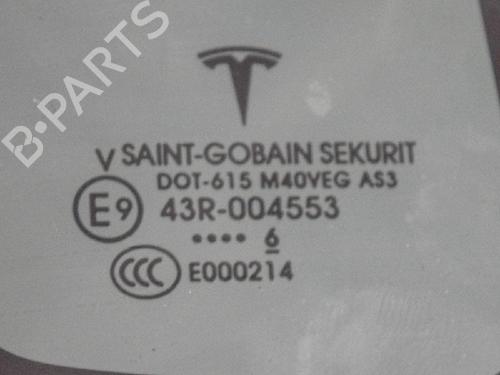 B·PARTS
V SAINT-GOBAIN SEKURIT
DOT-615 M40VEG AS3
E9 43R-004553
•••• 6
CCC E000214